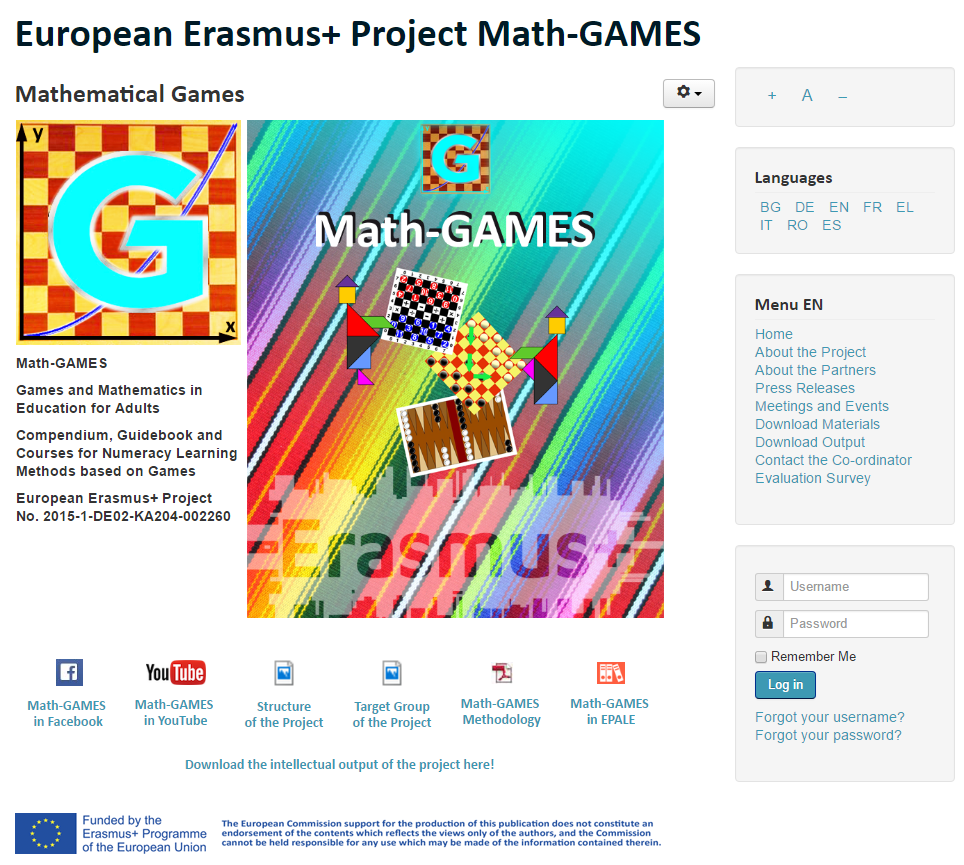 European Erasmus+ Project Math-GAMES
Mathematical Games
y
G
x
Math-GAMES
Games and Mathematics in
Education for Adults
Compendium, Guidebook and
Courses for Numeracy Learning
Methods based on Games
European Erasmus+ Project
No. 2015-1-DE02-KA204-002260
G
Math-GAMES
Erasmus+
Math-GAMES
in Facebook
YouTube
Math-GAMES
in YouTube
Structure
of the Project
Target Group
of the Project
Math-GAMES
Methodology
Math-GAMES
in EPALE
Download the intellectual output of the project here!
Funded by the
Erasmus+ Programme
of the European Union
The European Commission support for the production of this publication does not constitute an
endorsement of the contents which reflects the views only of the authors, and the Commission
cannot be held responsible for any use which may be made of the information contained therein.
+ A –
Languages
BG DE EN FR EL
IT RO ES
Menu EN
Home
About the Project
About the Partners
Press Releases
Meetings and Events
Download Materials
Download Output
Contact the Co-ordinator
Evaluation Survey
Username
Password
Remember Me
Log in
Forgot your username?
Forgot your password?